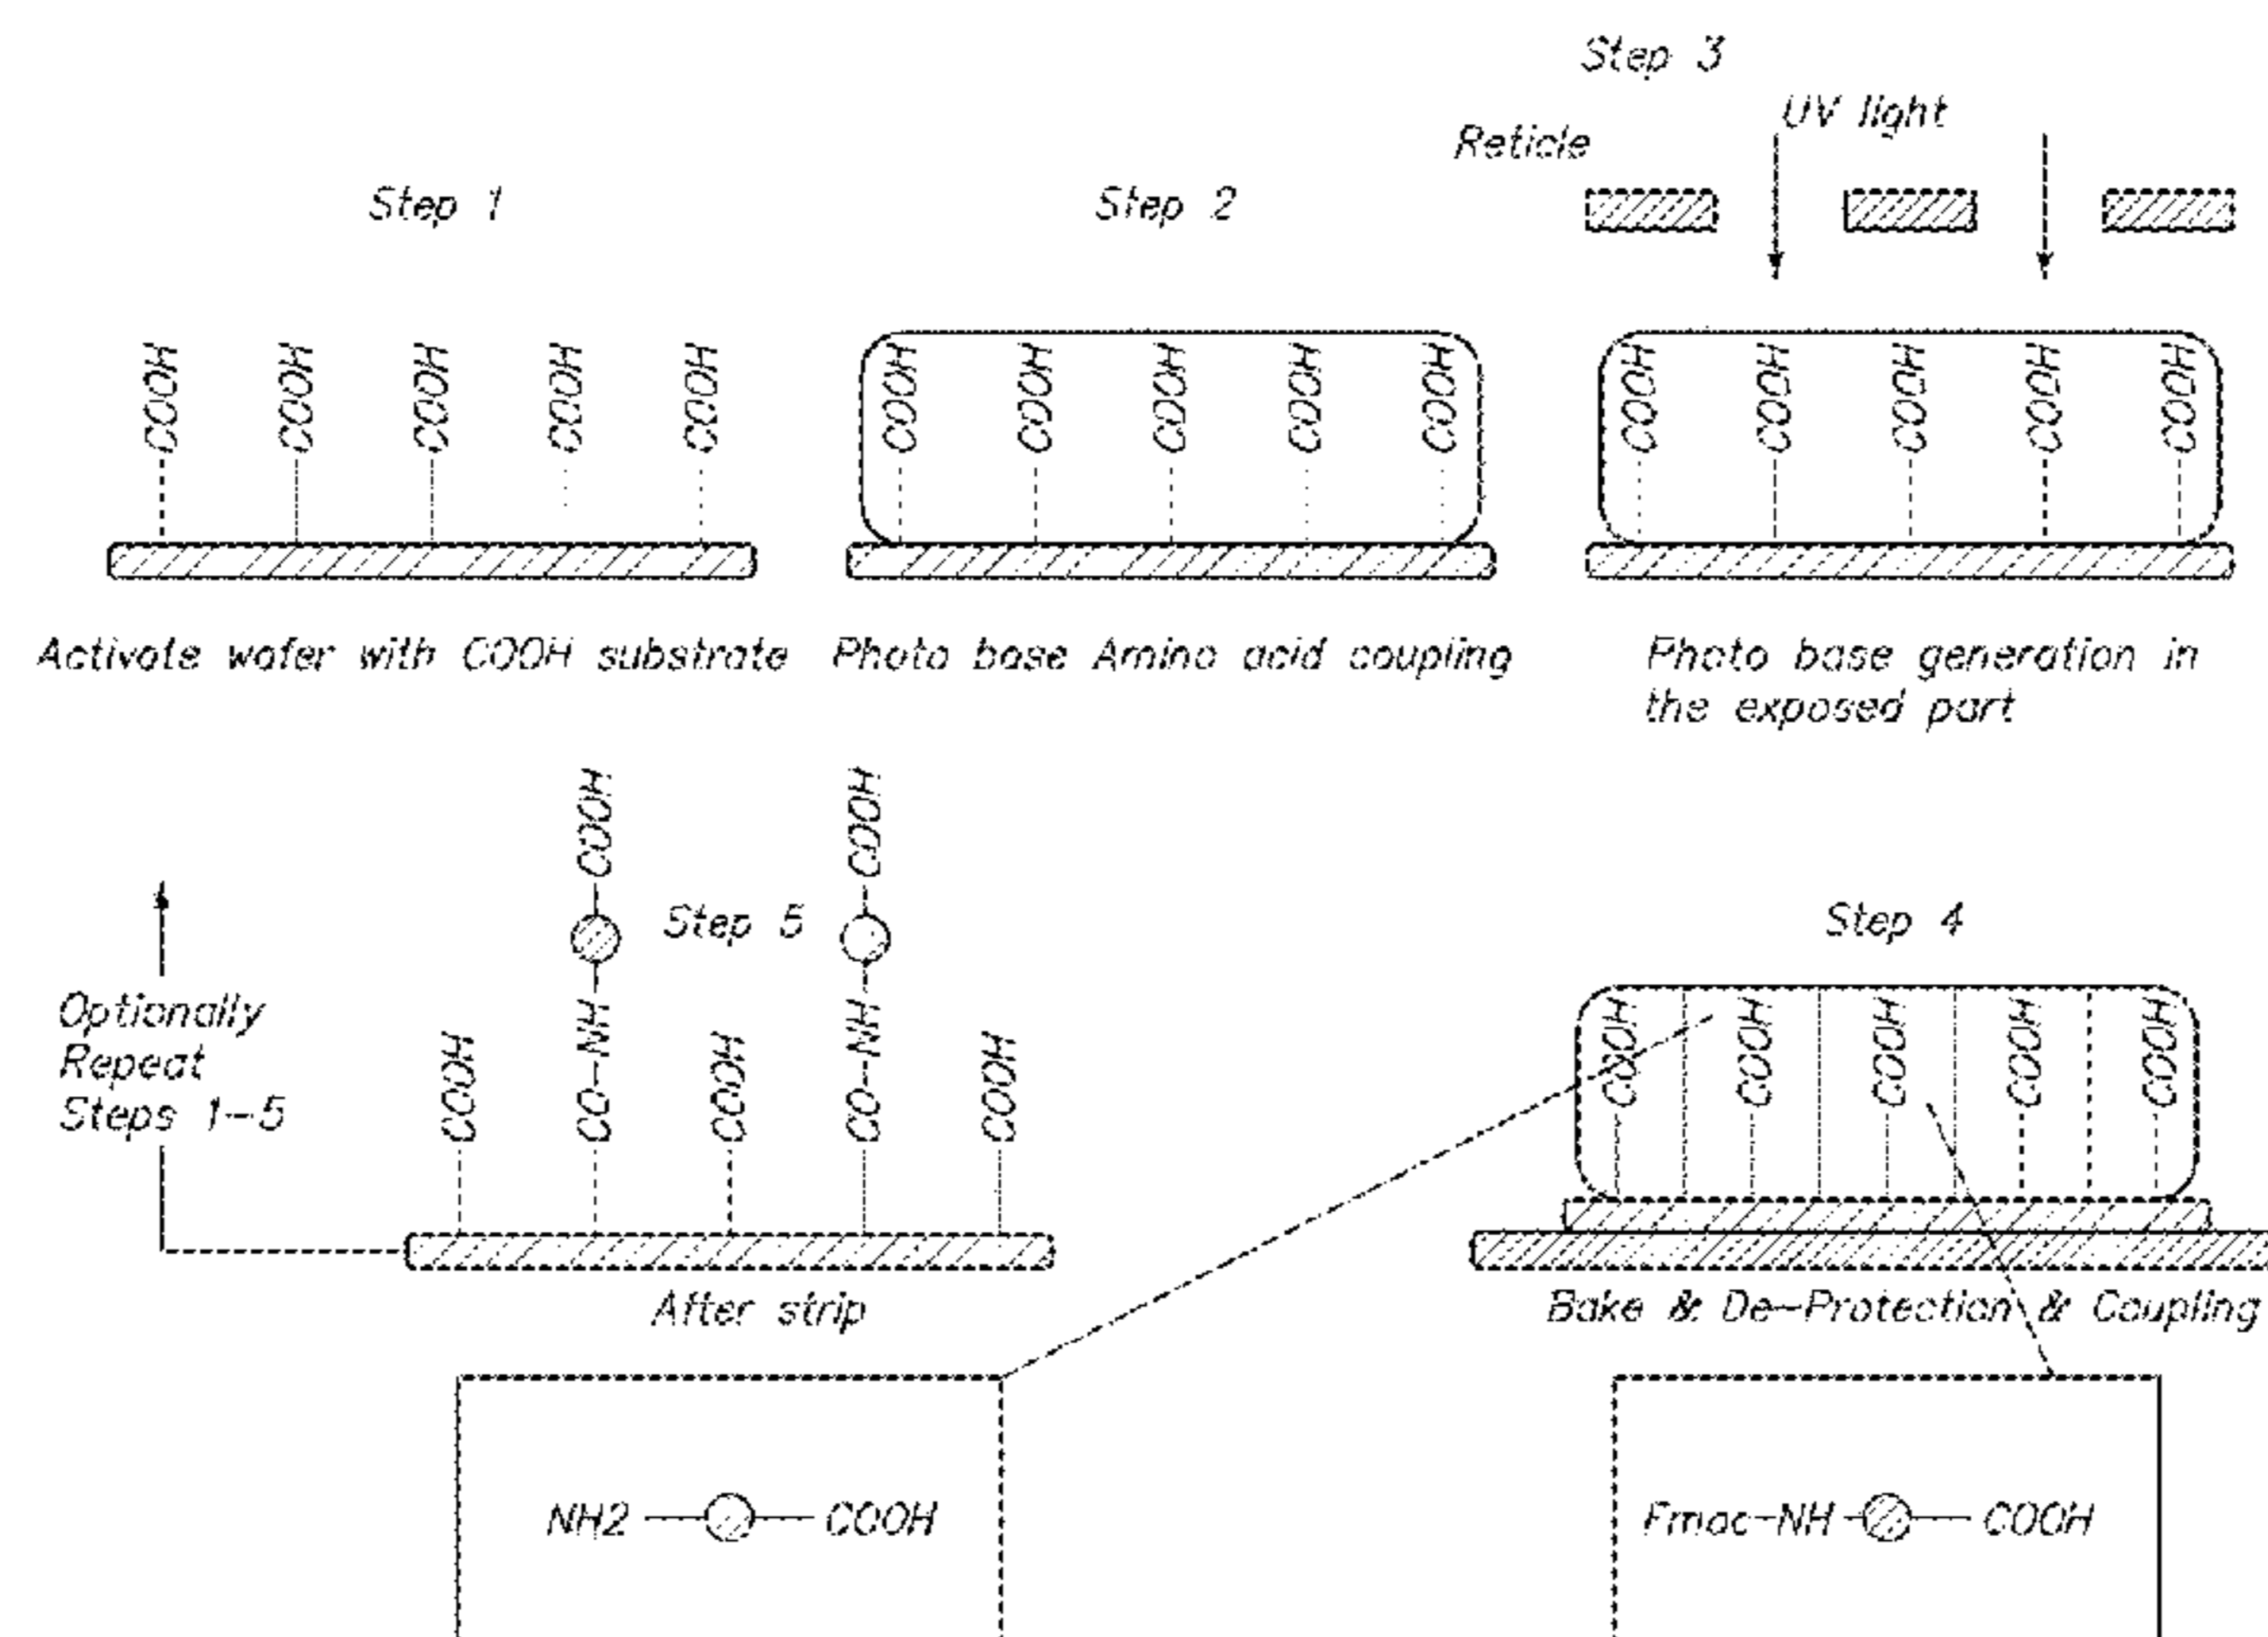 Step 3
UV light
Reticle
Step 1
Step 2
COOH COOH COOH COOH COOH
COOH COOH COOH COOH COOH
COOH COOH COOH COOH COOH
Activate wafer with COOH substrate
Photo base Amino acid coupling
Photo base generation in
the exposed part
COOH COOH
Step 5
Step 4
Optionally
Repeat
Steps 1-5
COOH CO-NH COOH CO-NH COOH
COOH COOH COOH COOH COOH
After strip
Bake & De-Protection & Coupling
NH2 COOH
Fmoc-NH COOH